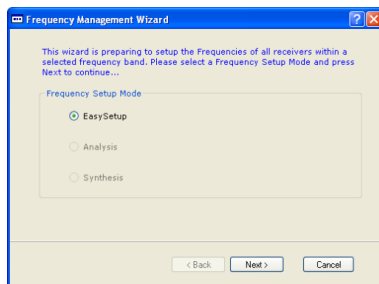 Frequency Management Wizard
This wizard is preparing to setup the Frequencies of all receivers within a
selected frequency band. Please select a Frequency Setup Mode and press
Next to continue...
Frequency Setup Mode
EasySetup
Analysis
Synthesis
< Back
Next >
Cancel